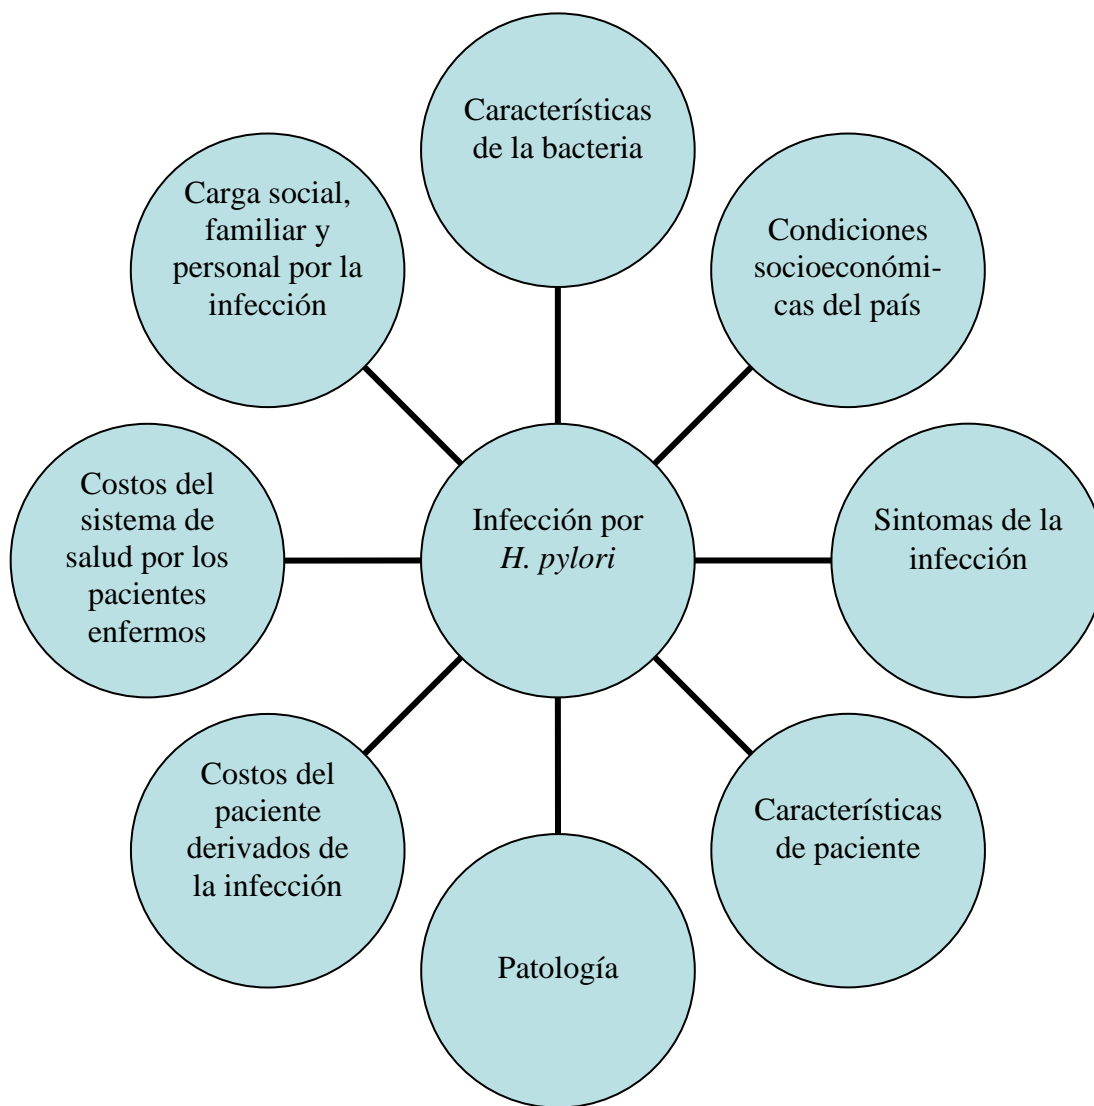 Características
de la bacteria
Condiciones
socioeconómi-
cas del país
Sintomas de la
infección
Características
de paciente
Patología
Costos del
paciente
derivados de
la infección
Costos del
sistema de
salud por los
pacientes
enfermos
Carga social,
familiar y
personal por la
infección
Infección por
H. pylori